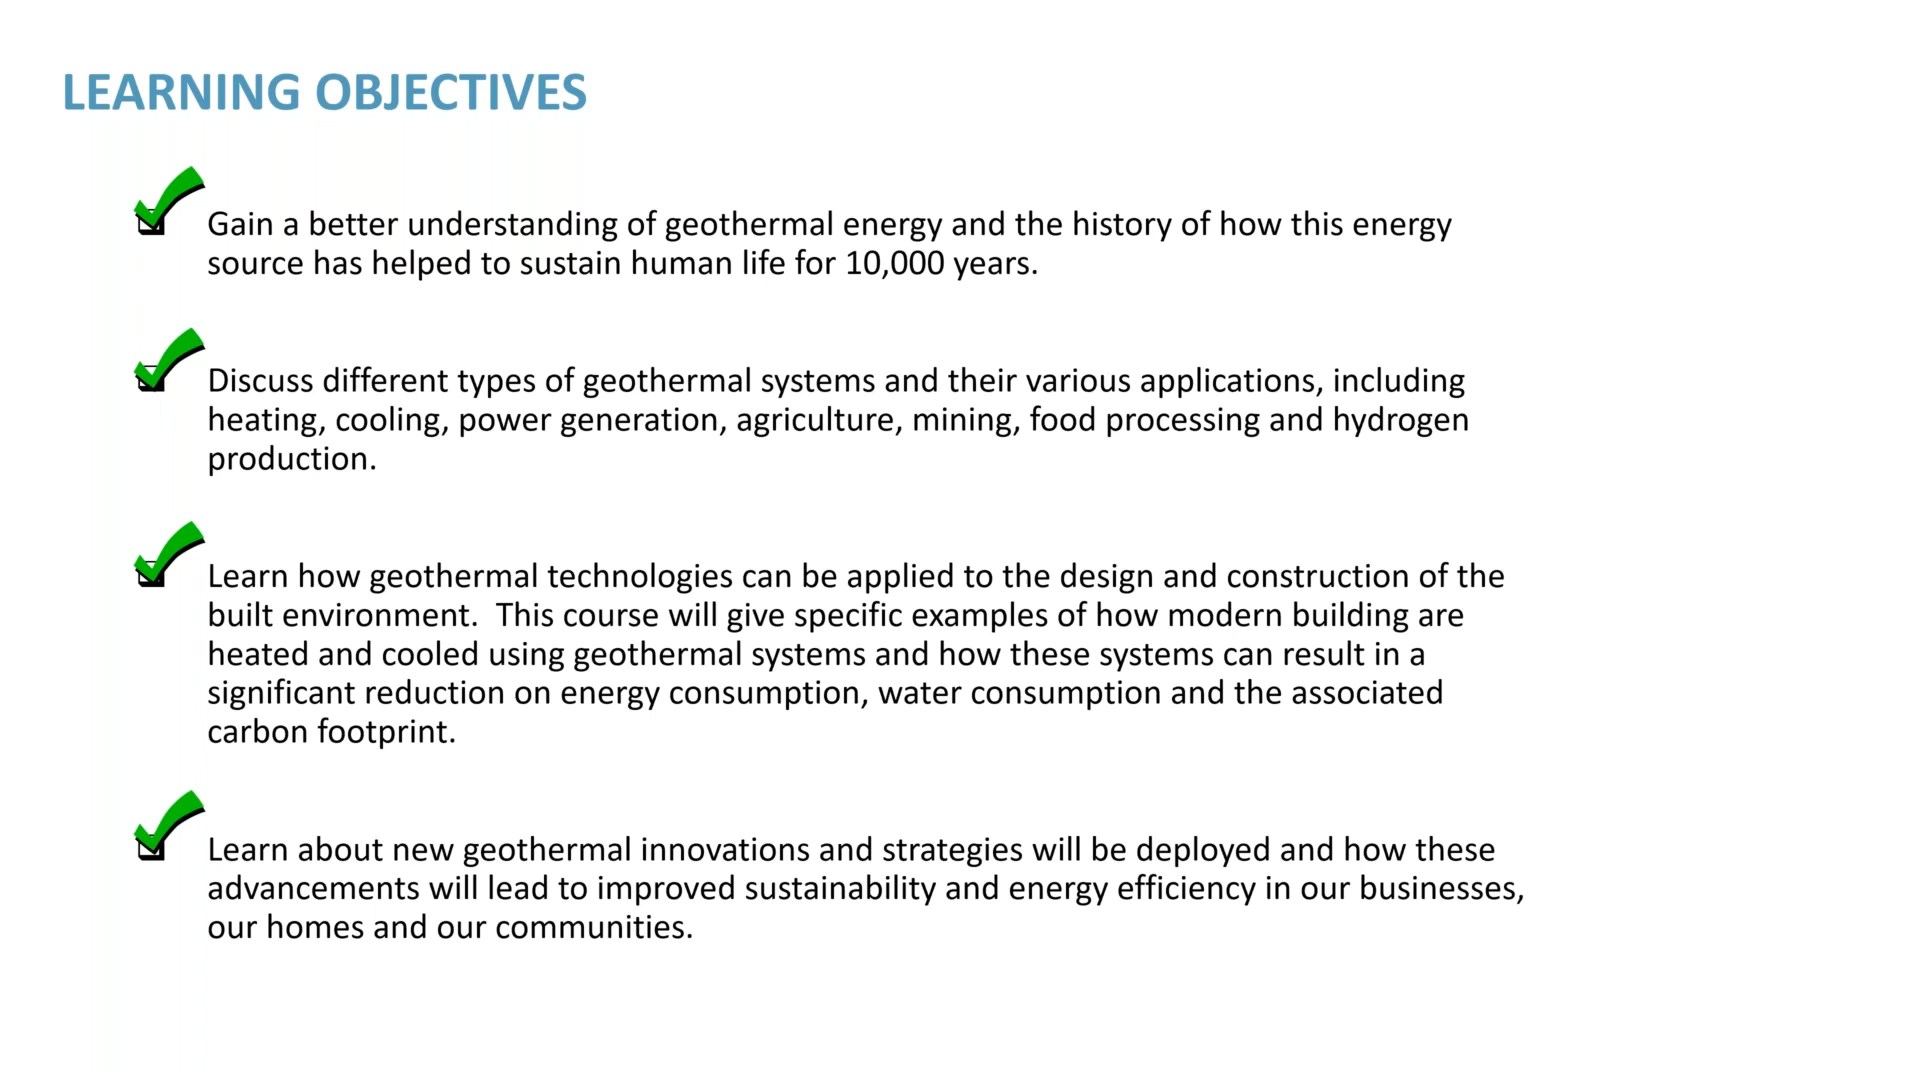 LEARNING OBJECTIVES
Gain a better understanding of geothermal energy and the history of how this energy
source has helped to sustain human life for 10,000 years.
Discuss different types of geothermal systems and their various applications, including
heating, cooling, power generation, agriculture, mining, food processing and hydrogen
production.
Learn how geothermal technologies can be applied to the design and construction of the
built environment.  This course will give specific examples of how modern building are
heated and cooled using geothermal systems and how these systems can result in a
significant reduction on energy consumption, water consumption and the associated
carbon footprint.
Learn about new geothermal innovations and strategies will be deployed and how these
advancements will lead to improved sustainability and energy efficiency in our businesses,
our homes and our communities.